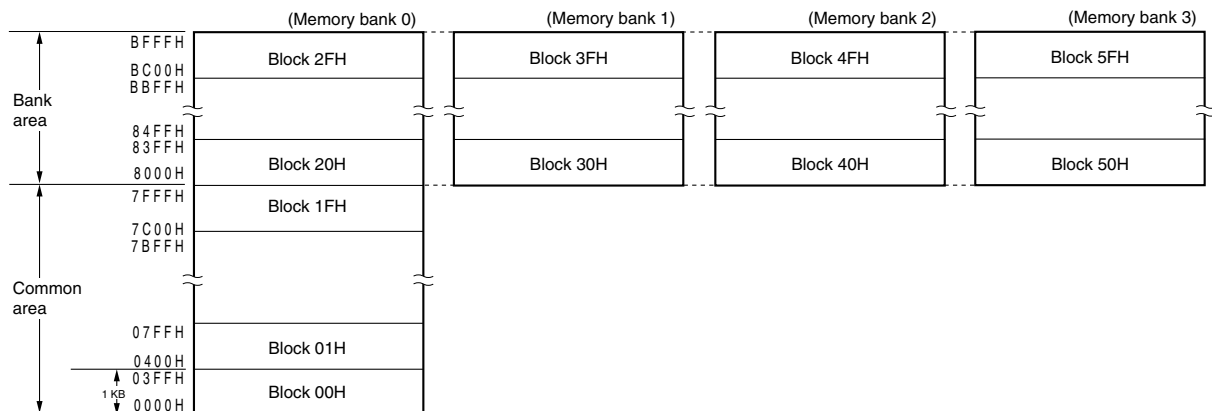 (Memory bank 0) (Memory bank 1) (Memory bank 2) (Memory bank 3)
BFFFH
Block 2FH Block 3FH Block 4FH Block 5FH
BC00H
BBFFH
Bank
area
84FFH
83FFH
Block 20H Block 30H Block 40H Block 50H
8000H
7FFFH
Block 1FH
7C00H
7BFFH
Common
area
07FFH
Block 01H
0400H
03FFH
1 KB Block 00H
0000H